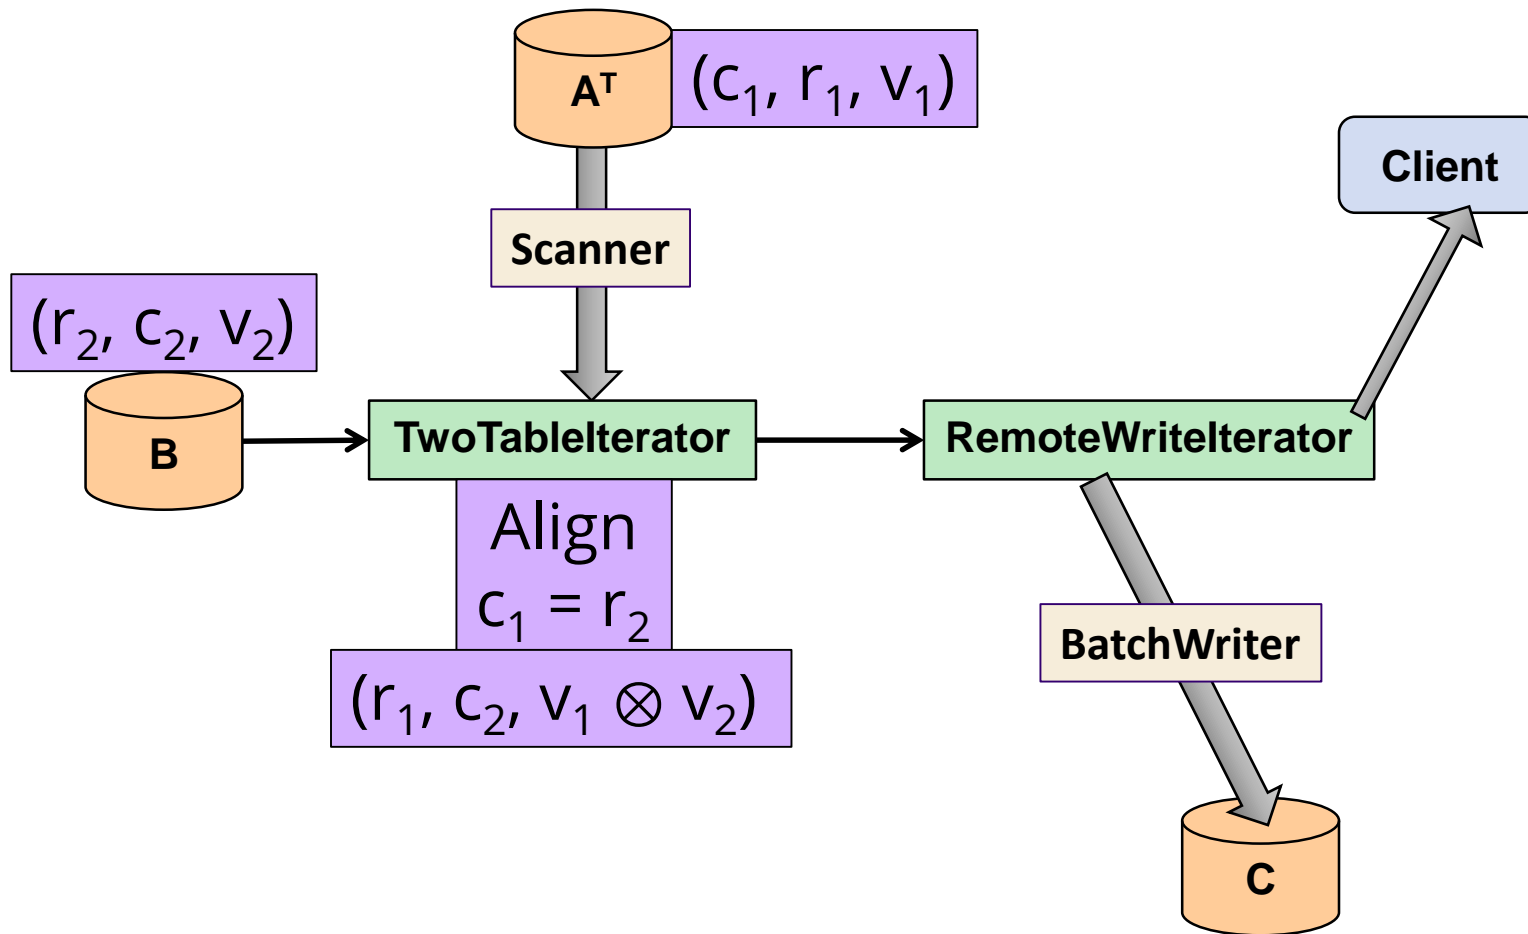 Aᵀ
(c₁, r₁, v₁)
Client
Scanner
(r₂, c₂, v₂)
B
TwoTableIterator
RemoteWriteIterator
Align
c₁ = r₂
(r₁, c₂, v₁ ⊗ v₂)
BatchWriter
C